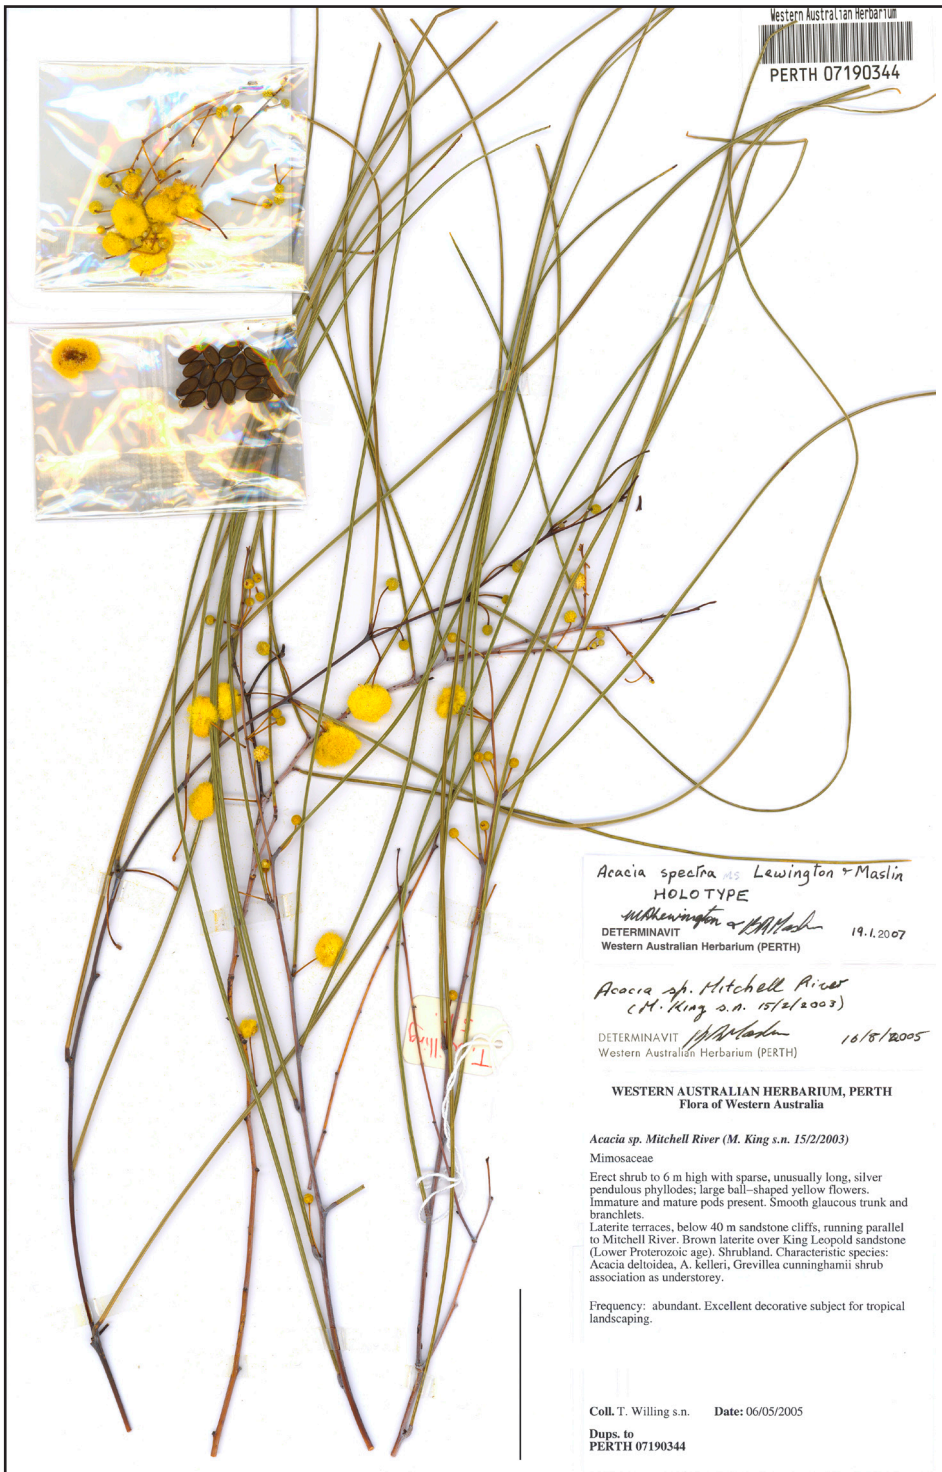 Western Australian Herbarium
PERTH 07190344
Acacia spectra MS Lewington & Maslin
HOLOTYPE
MALewington & BRMaslin
DETERMINAVIT 19.1.2007
Western Australian Herbarium (PERTH)
Acacia sp. Mitchell River
(M. King s.n. 15/2/2003)
DETERMINAVIT BRMaslin 16/8/2005
Western Australian Herbarium (PERTH)
WESTERN AUSTRALIAN HERBARIUM, PERTH
Flora of Western Australia
Acacia sp. Mitchell River (M. King s.n. 15/2/2003)
Mimosaceae
Erect shrub to 6 m high with sparse, unusually long, silver
pendulous phyllodes; large ball–shaped yellow flowers.
Immature and mature pods present. Smooth glaucous trunk and
branchlets.
Laterite terraces, below 40 m sandstone cliffs, running parallel
to Mitchell River. Brown laterite over King Leopold sandstone
(Lower Proterozoic age). Shrubland. Characteristic species:
Acacia deltoidea, A. kelleri, Grevillea cunninghamii shrub
association as understorey.
Frequency: abundant. Excellent decorative subject for tropical
landscaping.
Coll. T. Willing s.n. Date: 06/05/2005
Dups. to
PERTH 07190344
T. Willing